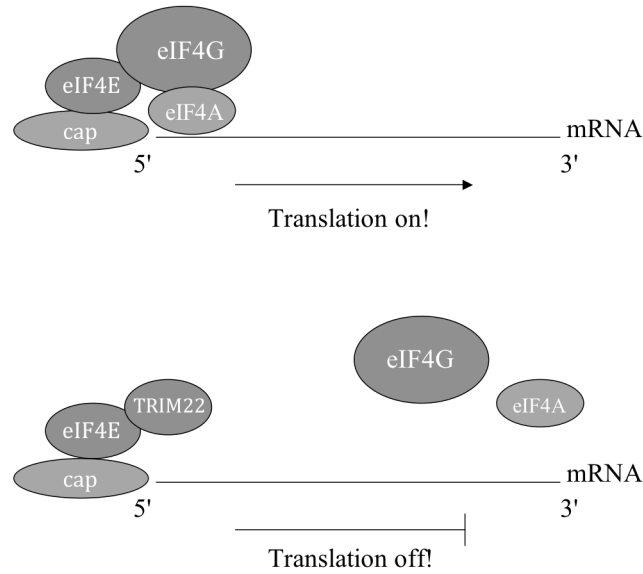 eIF4G
eIF4E
eIF4A
cap
mRNA
5'
3'
Translation on!
eIF4G
TRIM22
eIF4A
eIF4E
cap
mRNA
5'
3'
Translation off!